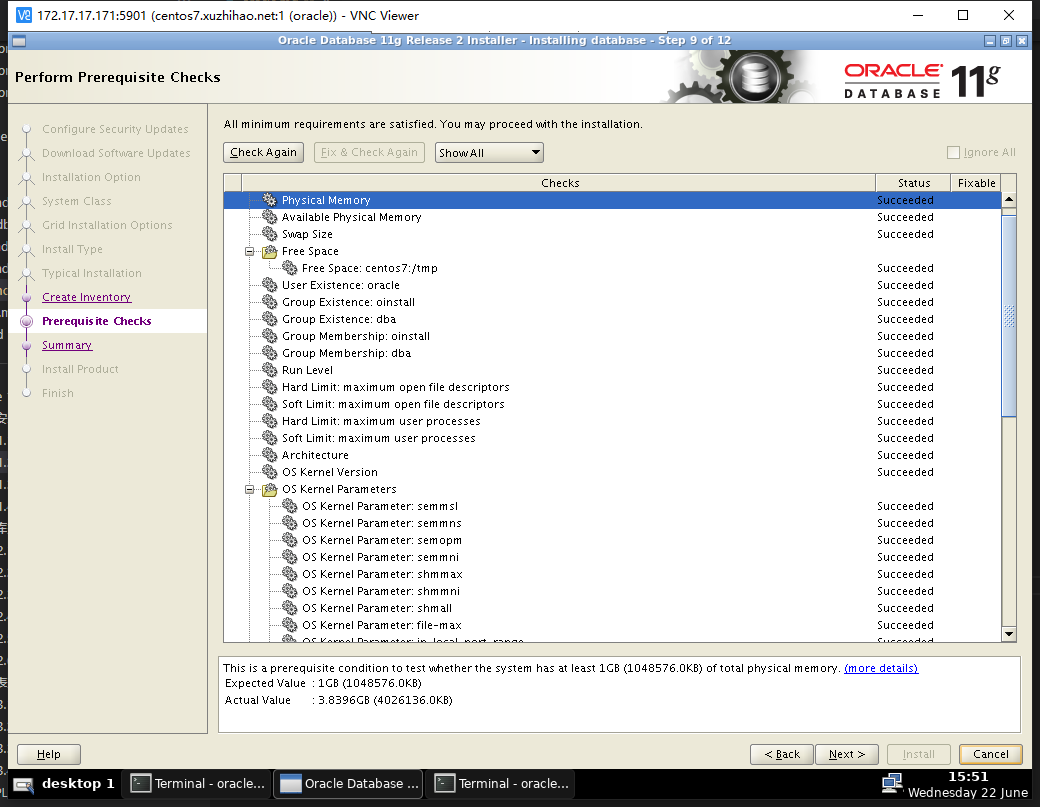 172.17.17.171:5901 (centos7.xuzhihao.net:1 (oracle)) - VNC Viewer
Oracle Database 11g Release 2 Installer - Installing database - Step 9 of 12
Perform Prerequisite Checks
ORACLE
DATABASE
11g
Configure Security Updates
Download Software Updates
Installation Option
System Class
Grid Installation Options
Install Type
Typical Installation
Create Inventory
Prerequisite Checks
Summary
Install Product
Finish
All minimum requirements are satisfied. You may proceed with the installation.
Check Again Fix & Check Again Show All Ignore All
Checks Status Fixable
Physical Memory Succeeded
Available Physical Memory Succeeded
Swap Size Succeeded
Free Space
Free Space: centos7:/tmp Succeeded
User Existence: oracle Succeeded
Group Existence: oinstall Succeeded
Group Existence: dba Succeeded
Group Membership: oinstall Succeeded
Group Membership: dba Succeeded
Run Level Succeeded
Hard Limit: maximum open file descriptors Succeeded
Soft Limit: maximum open file descriptors Succeeded
Hard Limit: maximum user processes Succeeded
Soft Limit: maximum user processes Succeeded
Architecture Succeeded
OS Kernel Version Succeeded
OS Kernel Parameters
OS Kernel Parameter: semmsl Succeeded
OS Kernel Parameter: semmns Succeeded
OS Kernel Parameter: semopm Succeeded
OS Kernel Parameter: semmni Succeeded
OS Kernel Parameter: shmmax Succeeded
OS Kernel Parameter: shmmni Succeeded
OS Kernel Parameter: shmall Succeeded
OS Kernel Parameter: file-max Succeeded
OS Kernel Parameter: ip_local_port_range Succeeded
This is a prerequisite condition to test whether the system has at least 1GB (1048576.0KB) of total physical memory. (more details)
Expected Value : 1GB (1048576.0KB)
Actual Value : 3.8396GB (4026136.0KB)
Help < Back Next > Install Cancel
desktop 1 Terminal - oracle... Oracle Database ... Terminal - oracle...
15:51
Wednesday 22 June